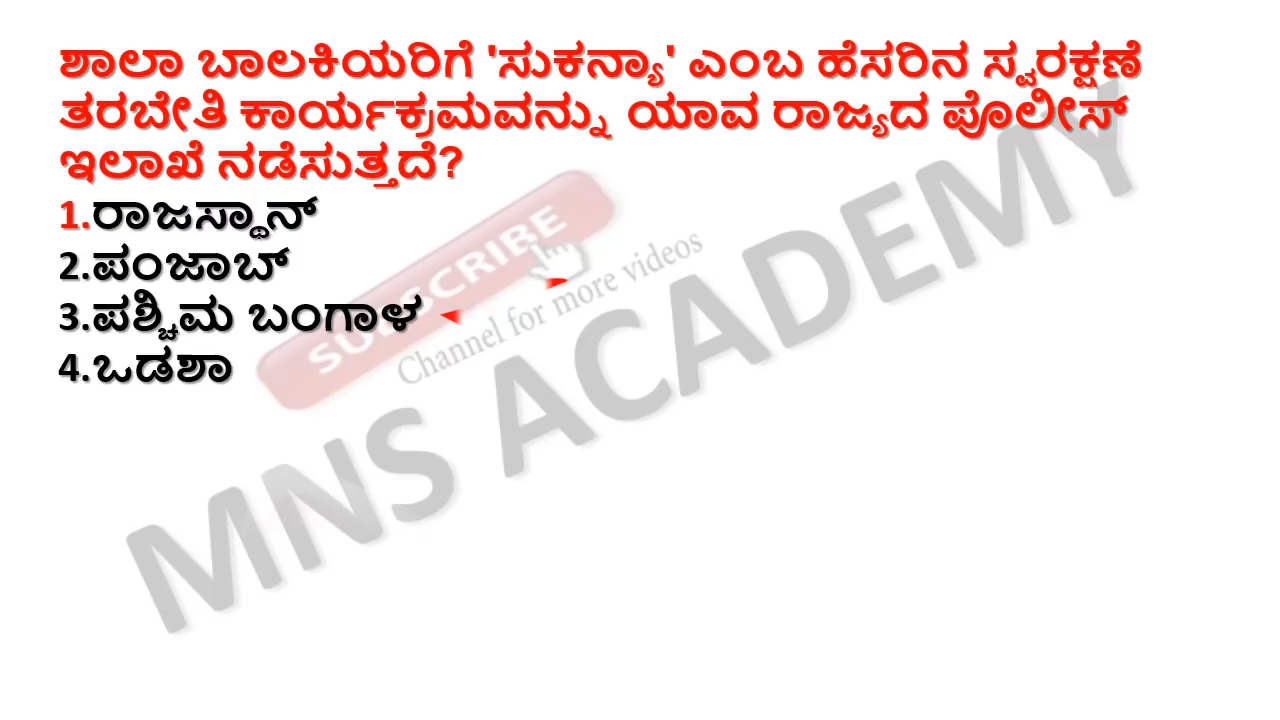 ಶಾಲಾ ಬಾಲಕಿಯರಿಗೆ 'ಸುಕನ್ಯಾ' ಎಂಬ ಹೆಸರಿನ ಸ್ವರಕ್ಷಣೆ
ತರಬೇತಿ ಕಾರ್ಯಕ್ರಮವನ್ನು ಯಾವ ರಾಜ್ಯದ ಪೊಲೀಸ್
ಇಲಾಖೆ ನಡೆಸುತ್ತದೆ?
1.ರಾಜಸ್ಥಾನ್
2.ಪಂಜಾಬ್
3.ಪಶ್ಚಿಮ ಬಂಗಾಳ
4.ಒಡಶಾ
SUBSCRIBE
Channel for more videos
MNS ACADEMY